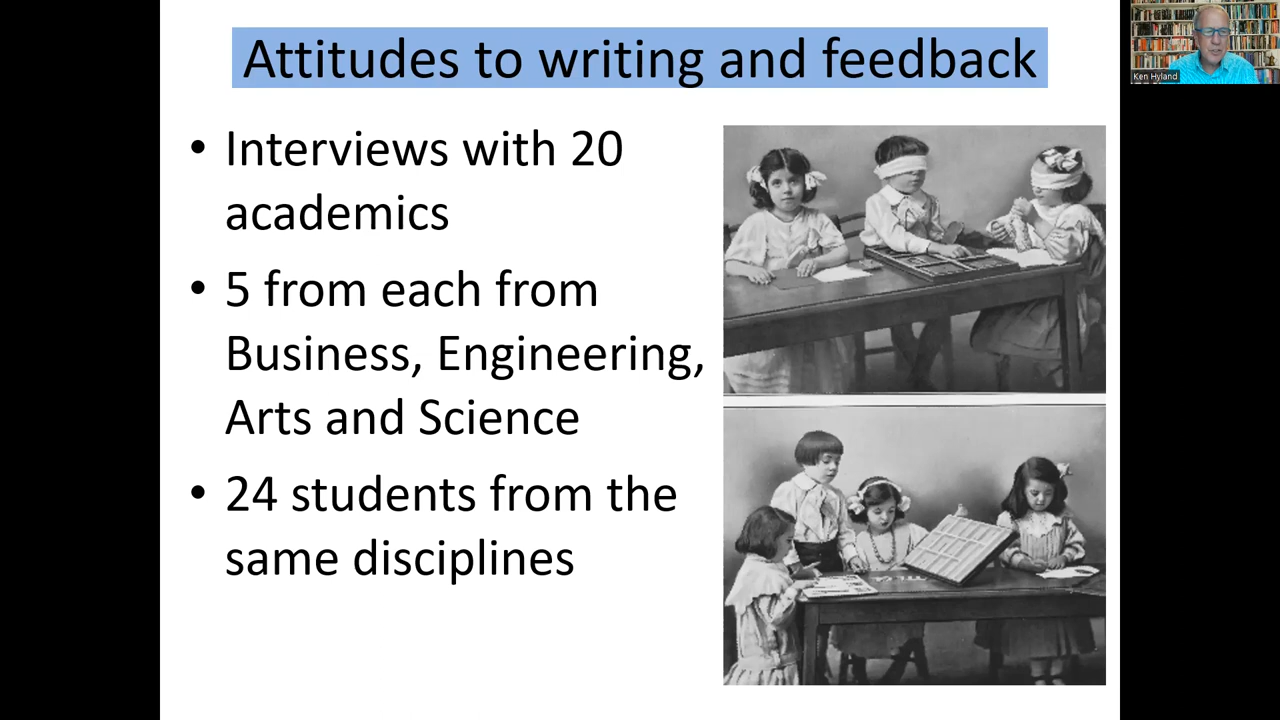 Attitudes to writing and feedback
• Interviews with 20
academics
• 5 from each from
Business, Engineering,
Arts and Science
• 24 students from the
same disciplines
Ken Hyland